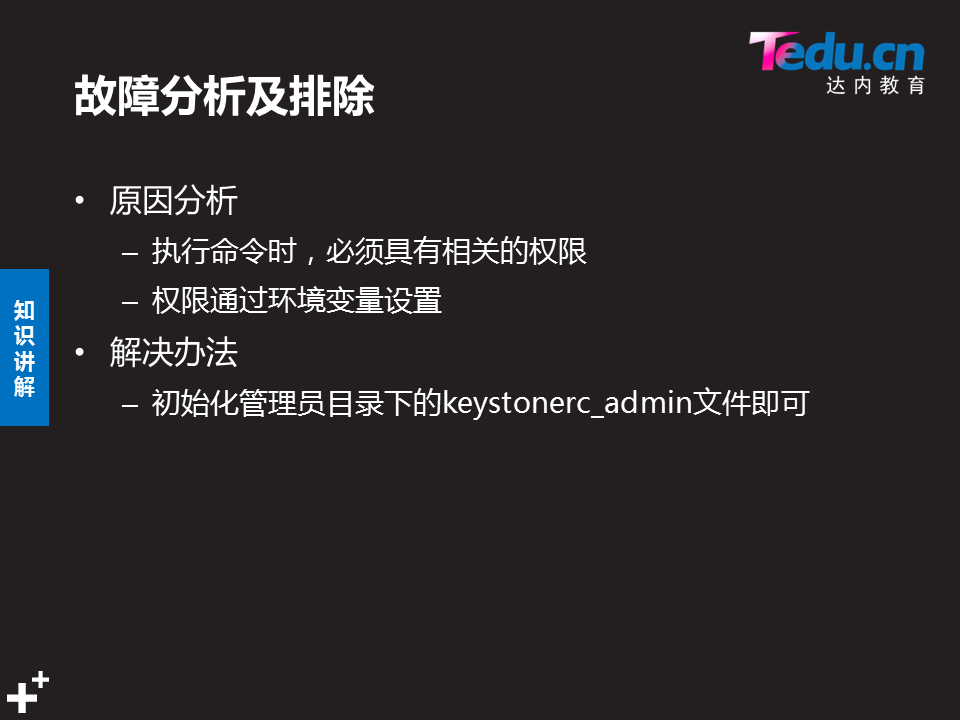 Tedu.cn
达内教育
故障分析及排除
• 原因分析
– 执行命令时，必须具有相关的权限
– 权限通过环境变量设置
• 解决办法
– 初始化管理员目录下的keystonerc_admin文件即可
知
识
讲
解